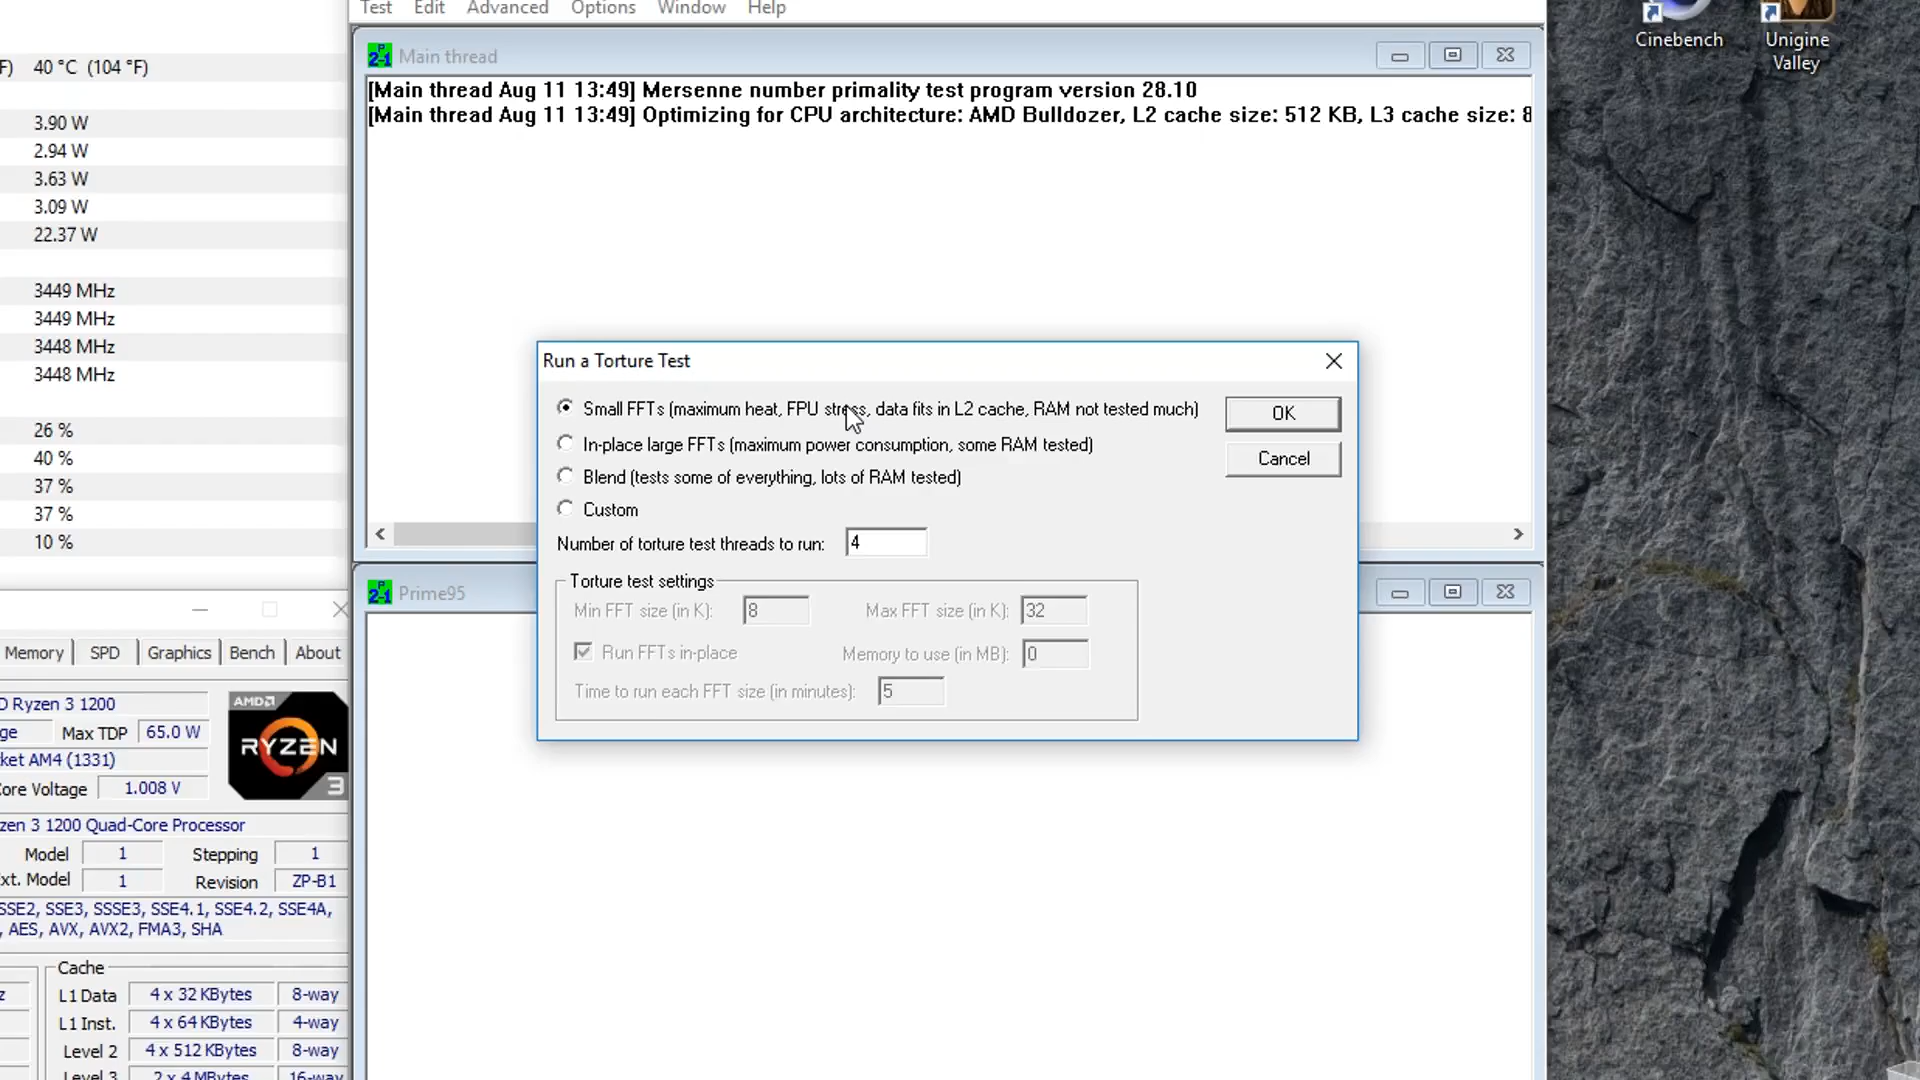 Test Edit Advanced Options Window Help
F) 40 °C (104 °F)
3.90 W
2.94 W
3.63 W
3.09 W
22.37 W
3449 MHz
3449 MHz
3448 MHz
3448 MHz
26 %
40 %
37 %
37 %
10 %
Main thread
[Main thread Aug 11 13:49] Mersenne number primality test program version 28.10
[Main thread Aug 11 13:49] Optimizing for CPU architecture: AMD Bulldozer, L2 cache size: 512 KB, L3 cache size: 8
Cinebench
Unigine
Valley
Run a Torture Test
Small FFTs (maximum heat, FPU stress, data fits in L2 cache, RAM not tested much)
In-place large FFTs (maximum power consumption, some RAM tested)
Blend (tests some of everything, lots of RAM tested)
Custom
OK
Cancel
Number of torture test threads to run: 4
Torture test settings
Min FFT size (in K): 8 Max FFT size (in K): 32
Run FFTs in-place Memory to use (in MB): 0
Time to run each FFT size (in minutes): 5
Prime95
Memory SPD Graphics Bench About
D Ryzen 3 1200
ge Max TDP 65.0 W
ket AM4 (1331)
ore Voltage 1.008 V
AMD
RYZEN
3
zen 3 1200 Quad-Core Processor
Model 1 Stepping 1
xt. Model 1 Revision ZP-B1
SSE2, SSE3, SSSE3, SSE4.1, SSE4.2, SSE4A,
, AES, AVX, AVX2, FMA3, SHA
Cache
z L1 Data 4 x 32 KBytes 8-way
L1 Inst. 4 x 64 KBytes 4-way
Level 2 4 x 512 KBytes 8-way
Level 3 2 x 4 MBytes 16-way